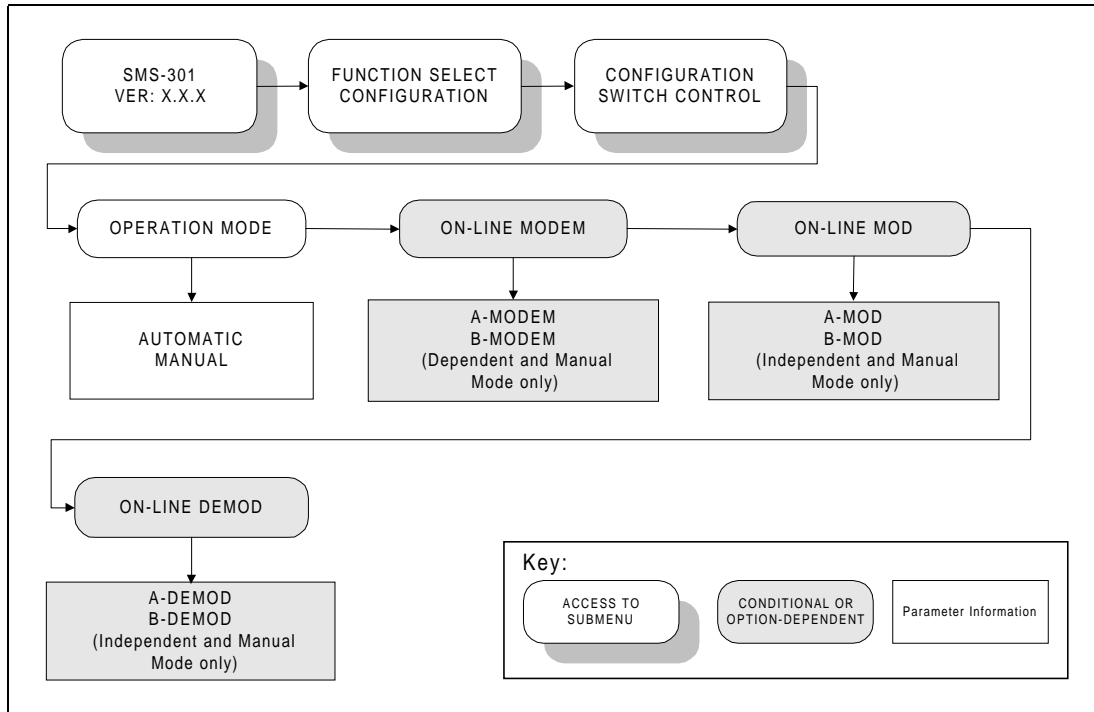 SMS-301
VER: X.X.X
FUNCTION SELECT
CONFIGURATION
CONFIGURATION
SWITCH CONTROL
OPERATION MODE
ON-LINE MODEM
ON-LINE MOD
AUTOMATIC
MANUAL
A-MODEM
B-MODEM
(Dependent and Manual
Mode only)
A-MOD
B-MOD
(Independent and Manual
Mode only)
ON-LINE DEMOD
A-DEMOD
B-DEMOD
(Independent and Manual
Mode only)
Key:
ACCESS TO
SUBMENU
CONDITIONAL OR
OPTION-DEPENDENT
Parameter Information